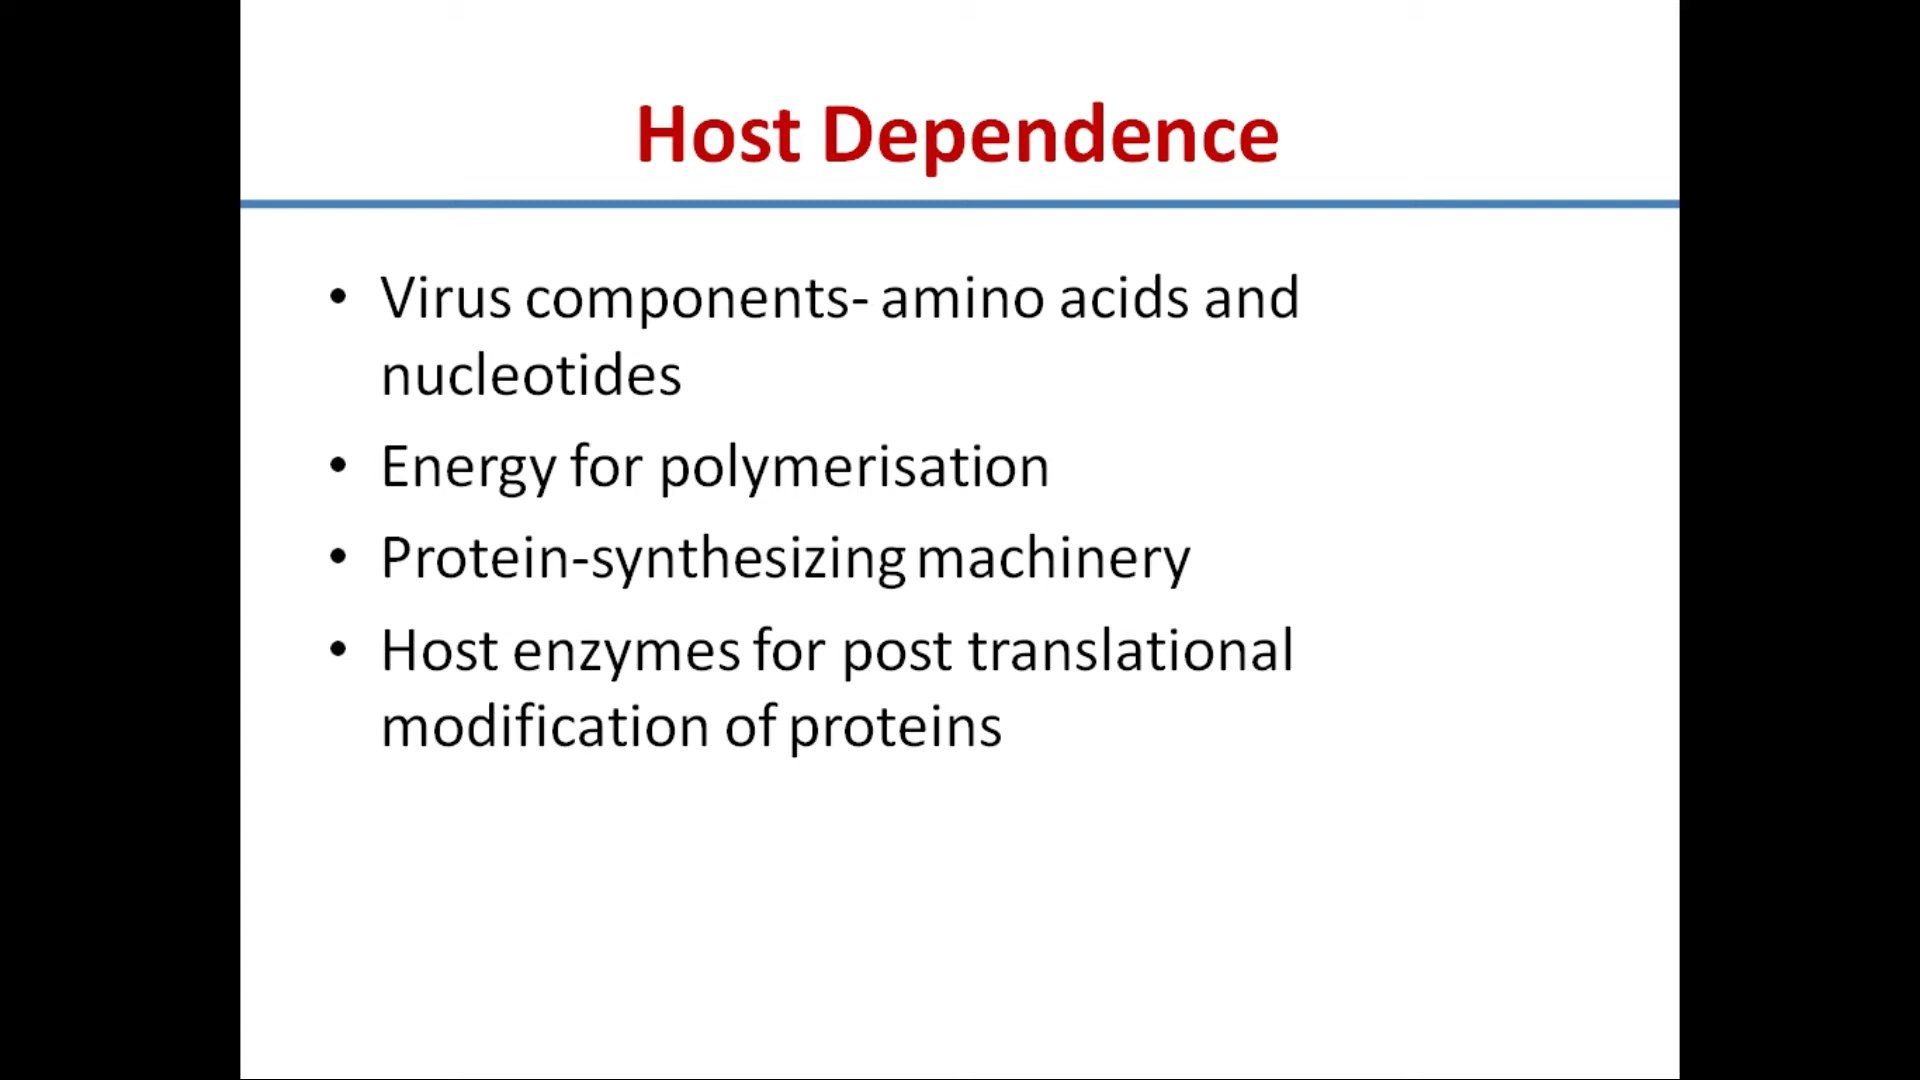 Host Dependence
• Virus components- amino acids and
nucleotides
• Energy for polymerisation
• Protein-synthesizing machinery
• Host enzymes for post translational
modification of proteins